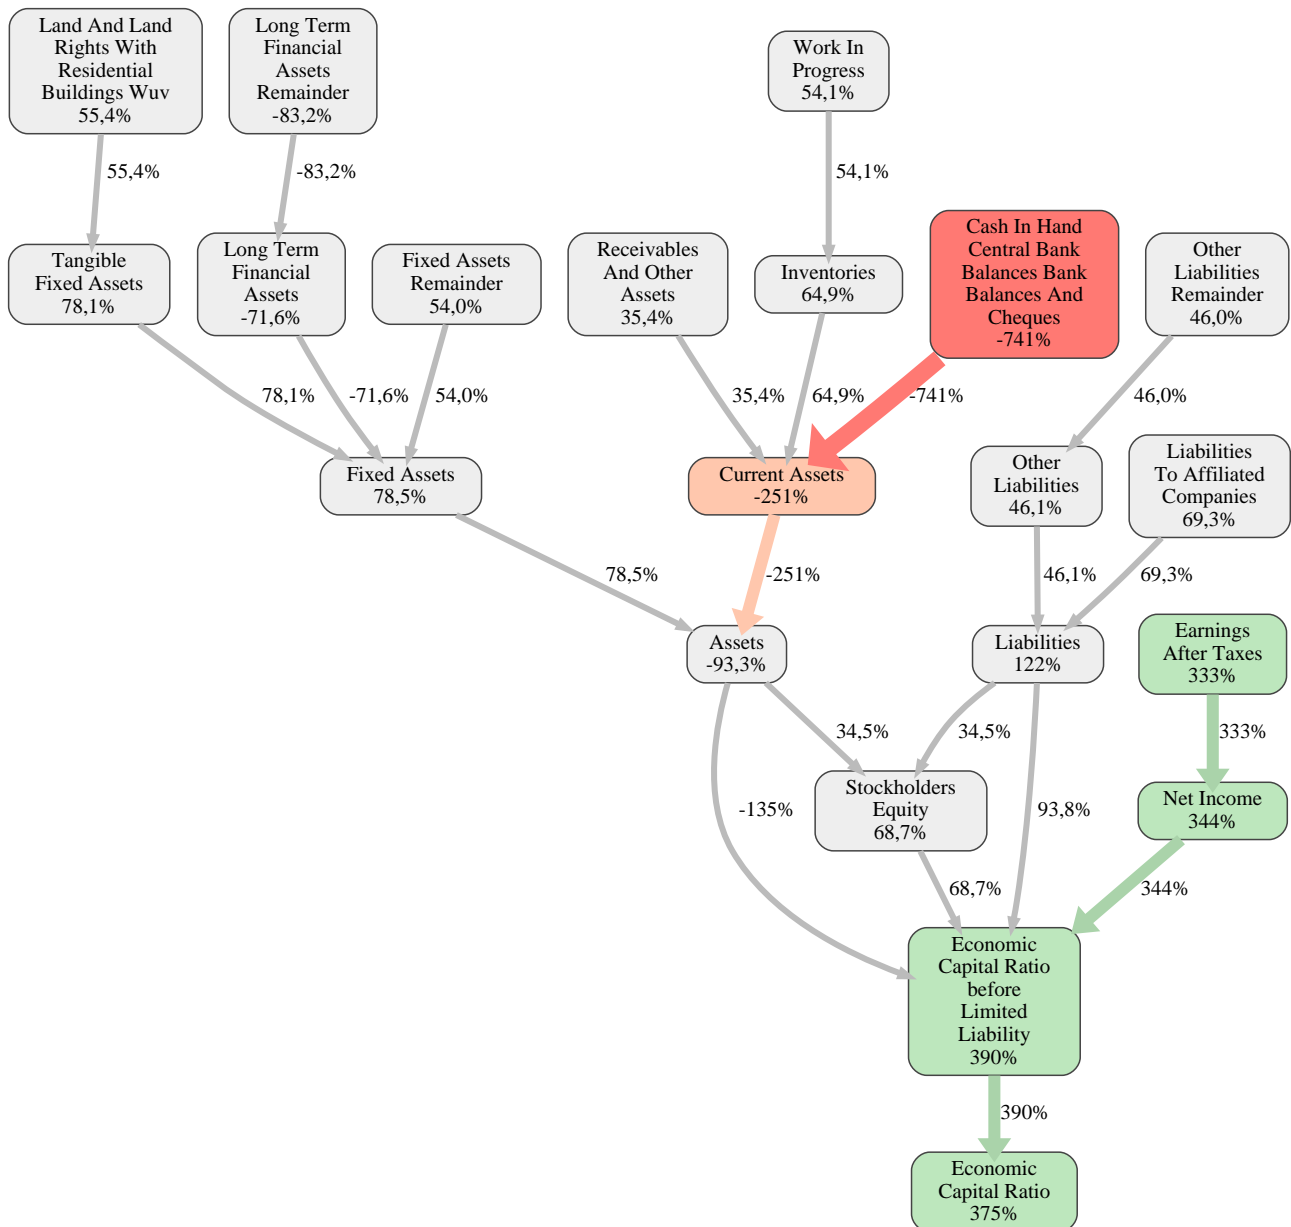 Land And Land
Rights With
Residential
Buildings Wuv
55,4%
Long Term
Financial
Assets
Remainder
-83,2%
Work In
Progress
54,1%
55,4%
-83,2%
54,1%
Tangible
Fixed Assets
78,1%
Long Term
Financial
Assets
-71,6%
Fixed Assets
Remainder
54,0%
Receivables
And Other
Assets
35,4%
Inventories
64,9%
Cash In Hand
Central Bank
Balances Bank
Balances And
Cheques
-741%
Other
Liabilities
Remainder
46,0%
78,1%
-71,6%
54,0%
35,4%
64,9%
-741%
46,0%
Fixed Assets
78,5%
Current Assets
-251%
Other
Liabilities
46,1%
Liabilities
To Affiliated
Companies
69,3%
78,5%
-251%
46,1%
69,3%
Assets
-93,3%
Liabilities
122%
Earnings
After Taxes
333%
34,5%
34,5%
333%
-135%
Stockholders
Equity
68,7%
93,8%
Net Income
344%
68,7%
344%
Economic
Capital Ratio
before
Limited
Liability
390%
390%
Economic
Capital Ratio
375%